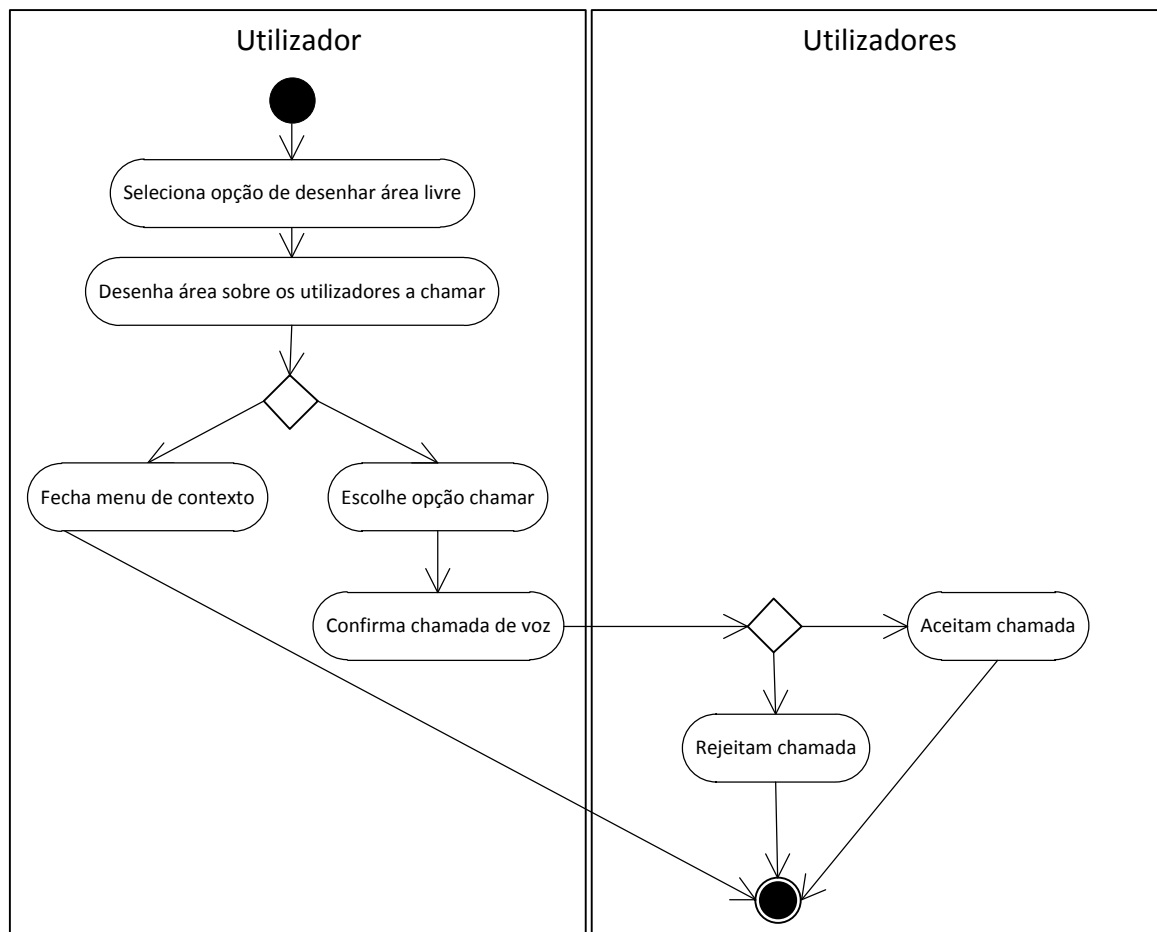 Utilizador
Utilizadores
Seleciona opção de desenhar área livre
Desenha área sobre os utilizadores a chamar
Fecha menu de contexto
Escolhe opção chamar
Confirma chamada de voz
Aceitam chamada
Rejeitam chamada